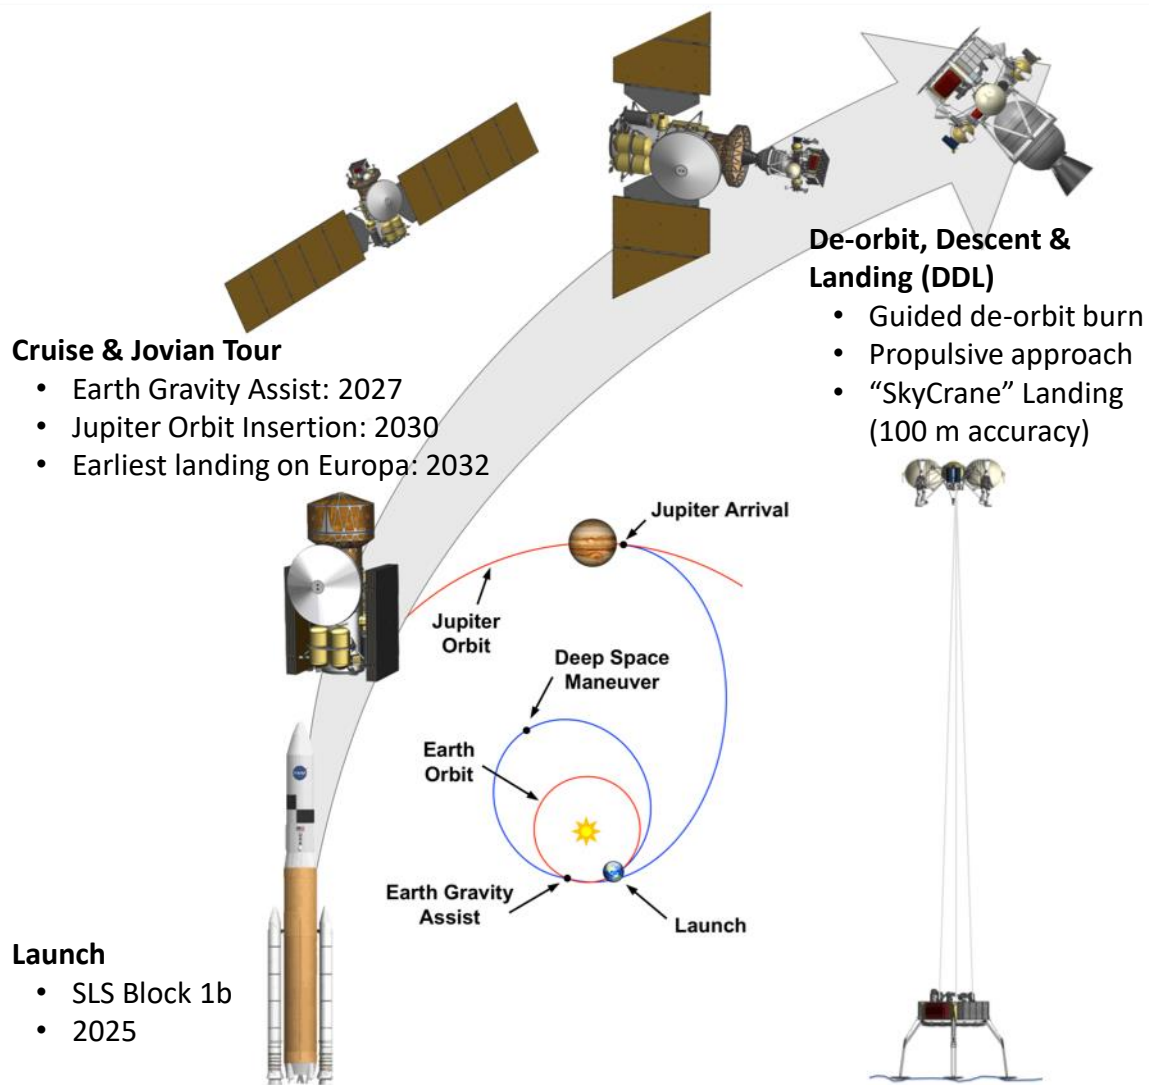 De-orbit, Descent &
Landing (DDL)
• Guided de-orbit burn
• Propulsive approach
• “SkyCrane” Landing
(100 m accuracy)
Cruise & Jovian Tour
• Earth Gravity Assist: 2027
• Jupiter Orbit Insertion: 2030
• Earliest landing on Europa: 2032
Jupiter Arrival
Jupiter
Orbit
Deep Space
Maneuver
Earth
Orbit
Earth Gravity
Assist
Launch
Launch
• SLS Block 1b
• 2025